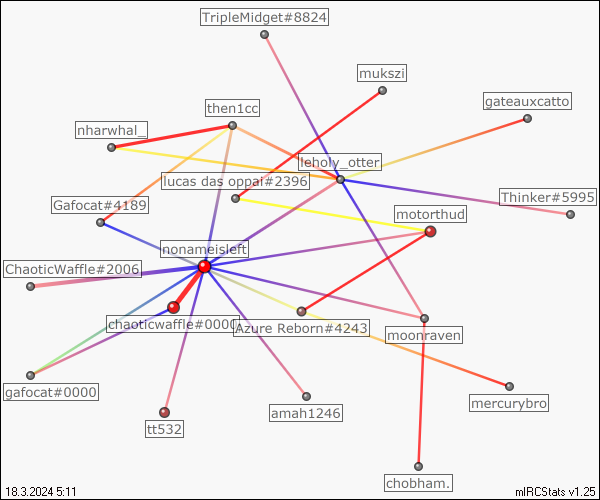 TripleMidget#8824
mukszi
gateauxcatto
then1cc
nharwhal_
leholy_otter
lucas das oppai#2396
Thinker#5995
Gafocat#4189
motorthud
nonameisleft
ChaoticWaffle#2006
chaoticwaffle#0000
Azure Reborn#4243
moonraven
gafocat#0000
mercurybro
amah1246
tt532
chobham.
18.3.2024 5:11
mIRCStats v1.25